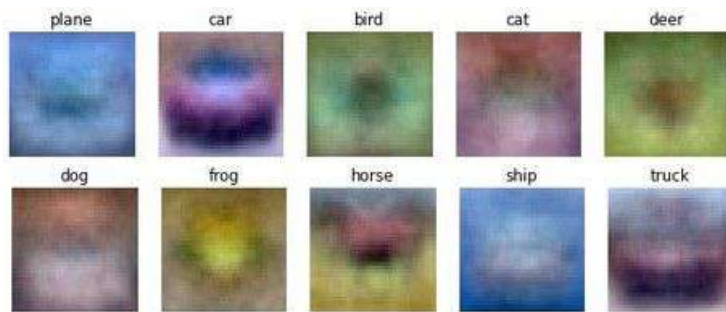 plane car bird cat deer
dog frog horse ship truck